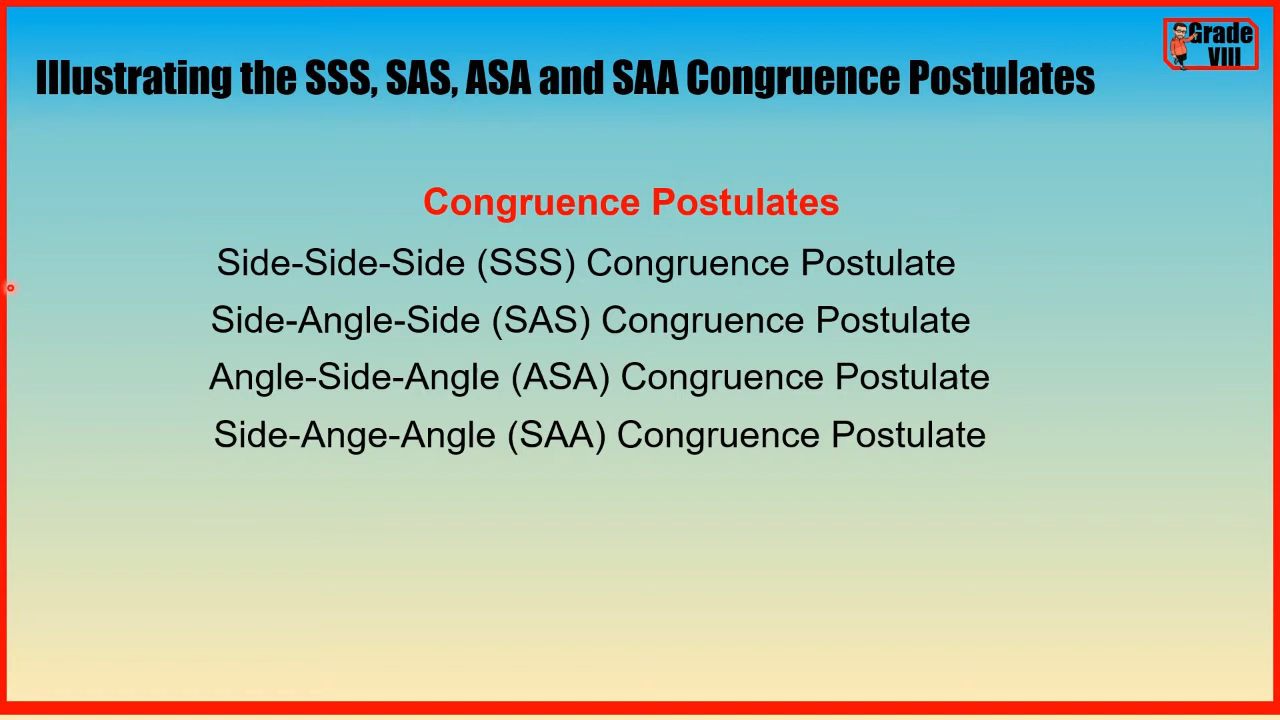 Illustrating the SSS, SAS, ASA and SAA Congruence Postulates
Grade
VIII
Congruence Postulates
Side-Side-Side (SSS) Congruence Postulate
Side-Angle-Side (SAS) Congruence Postulate
Angle-Side-Angle (ASA) Congruence Postulate
Side-Ange-Angle (SAA) Congruence Postulate